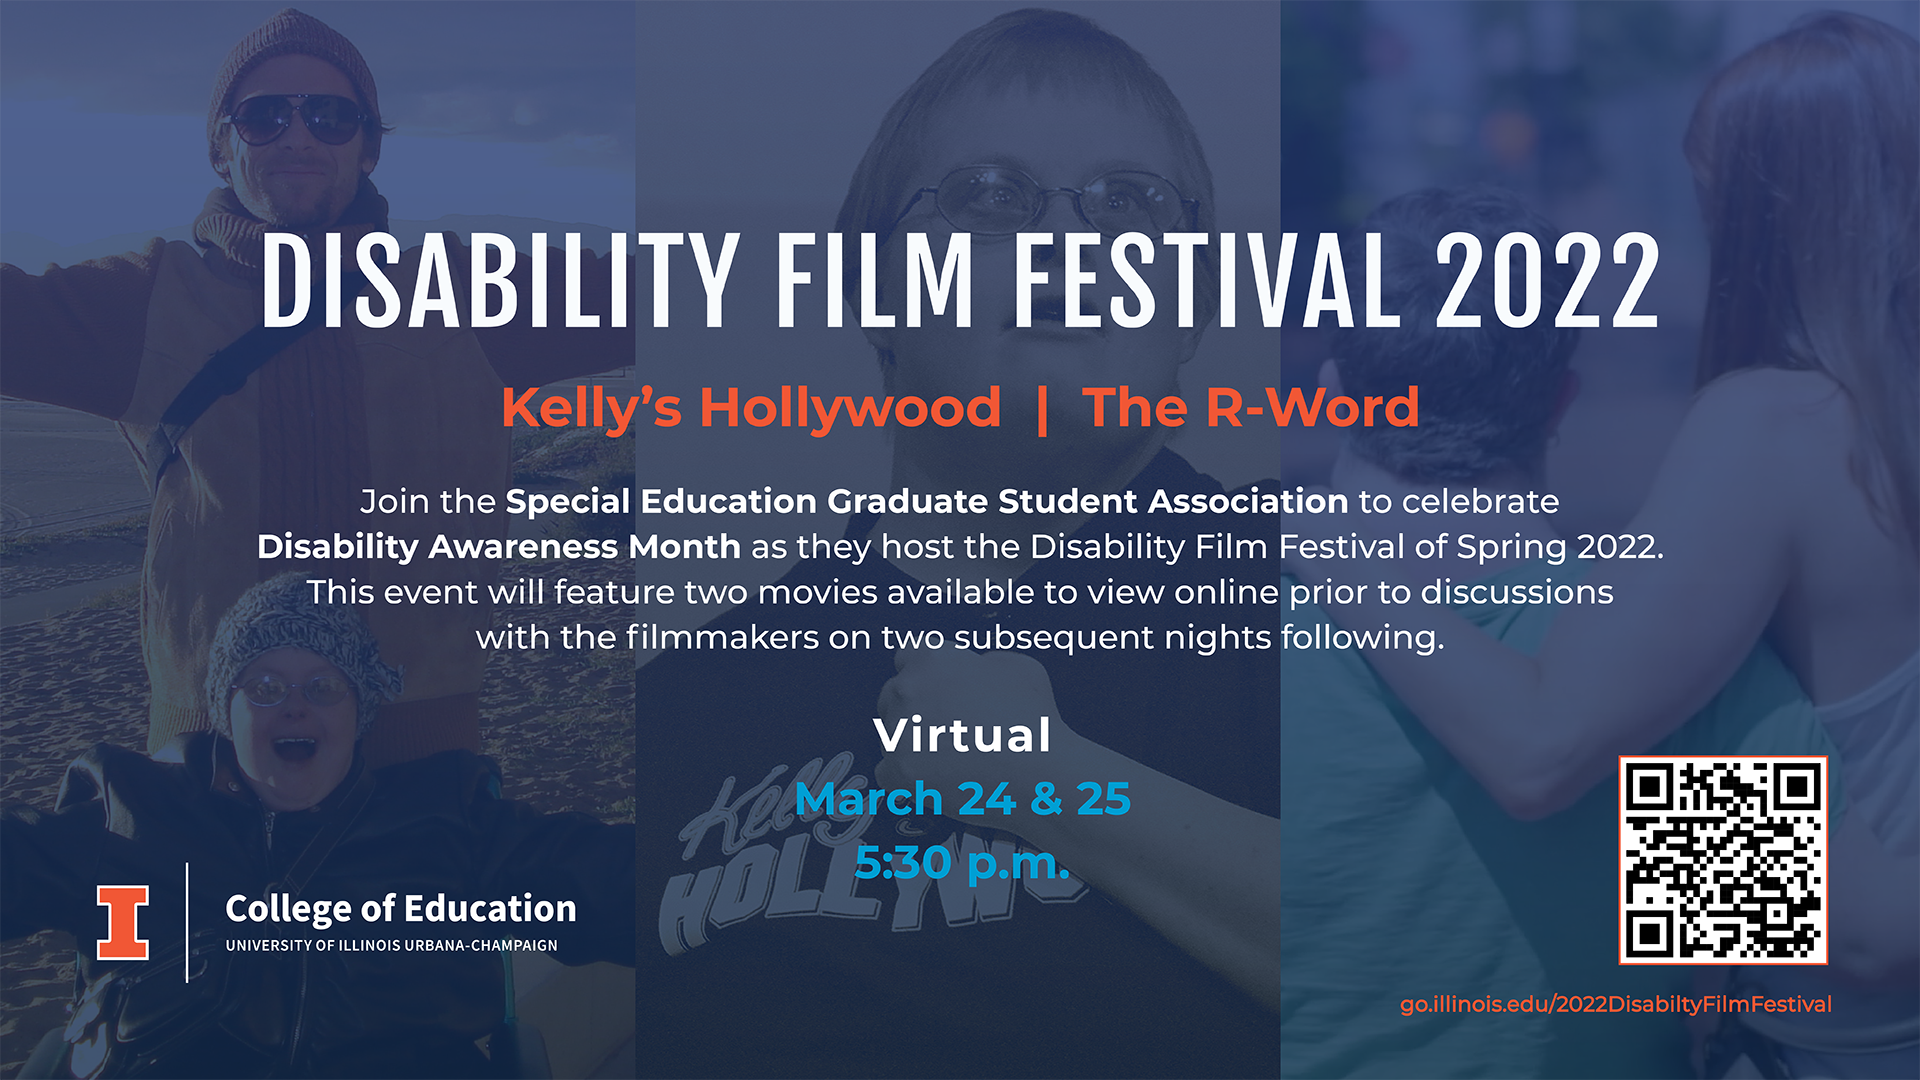 DISABILITY FILM FESTIVAL 2022
Kelly’s Hollywood | The R-Word
Join the Special Education Graduate Student Association to celebrate
Disability Awareness Month as they host the Disability Film Festival of Spring 2022.
This event will feature two movies available to view online prior to discussions
with the filmmakers on two subsequent nights following.
Virtual
March 24 & 25
5:30 p.m.
Kelly
HOLLYWO
I
College of Education
UNIVERSITY OF ILLINOIS URBANA-CHAMPAIGN
go.illinois.edu/2022DisabiltyFilmFestival